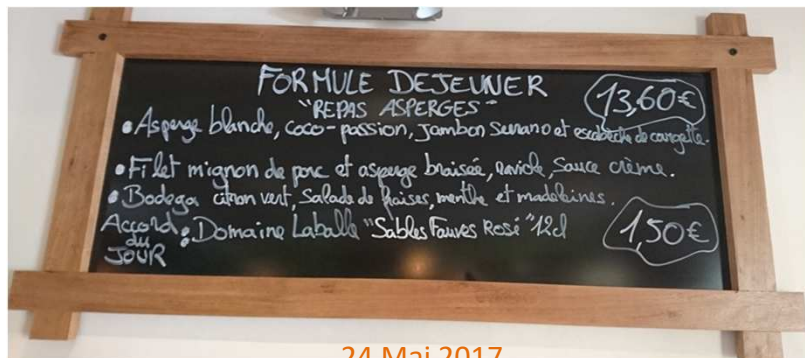 FORMULE DEJEUNER
"REPAS ASPERGES"
13,60€
• Asperge blanche, coco-passion, Jambon Serrano et escabèche de courgette.
• Filet mignon de porc et asperge braisée, raviole, Sauce crème.
• Bodega citron vert, Salade de fraises, menthe et madeleines.
Accord du JOUR : Domaine Laballe "Sables Fauves Rosé" 12cl
1,50€
24 Mai 2017